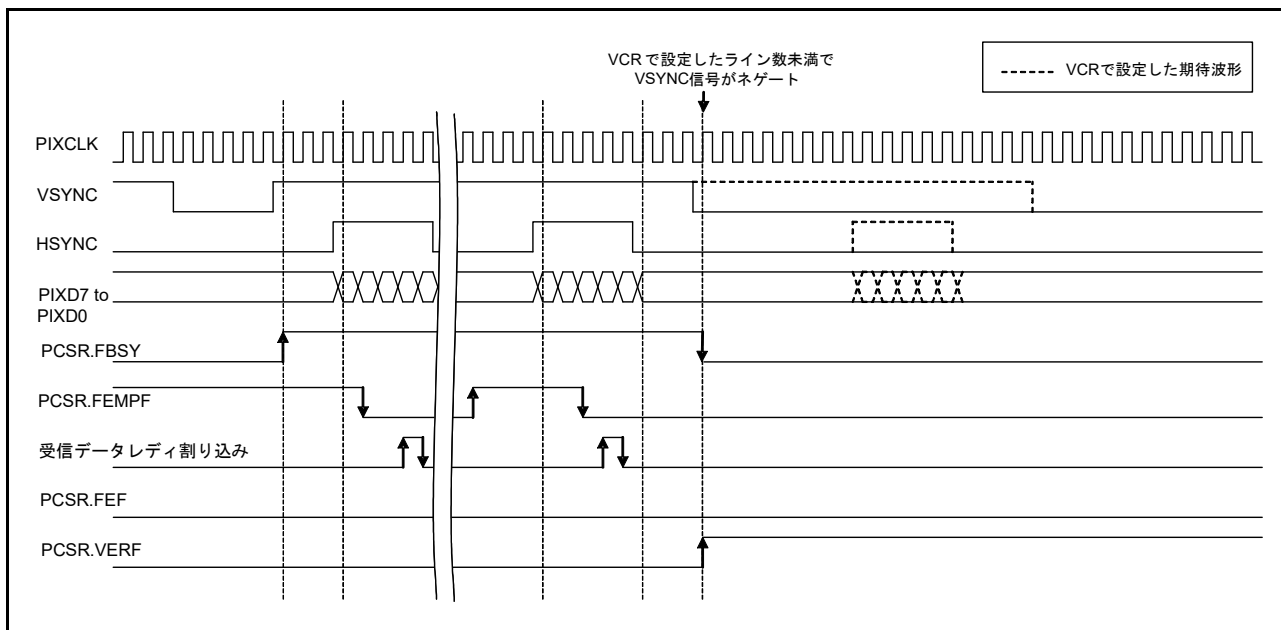 VCRで設定したライン数未満で
VSYNC信号がネゲート
VCRで設定した期待波形
PIXCLK
VSYNC
HSYNC
PIXD7 to
PIXD0
PCSR.FBSY
PCSR.FEMPF
受信データレディ割り込み
PCSR.FEF
PCSR.VERF